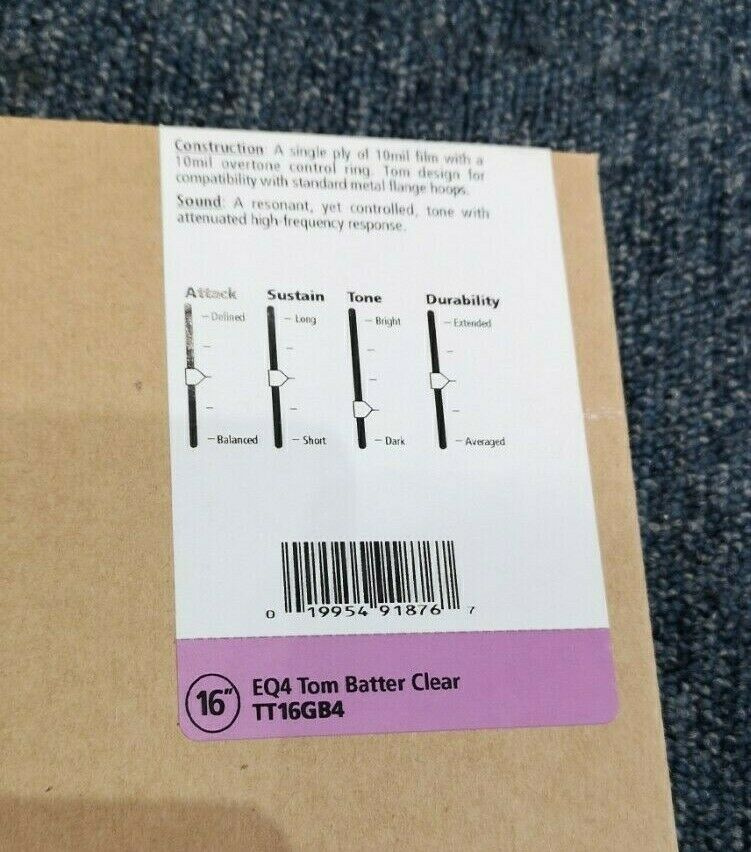 Construction: A single ply of 10mil film with a
10mil overtone control ring. Tom design for
compatibility with standard metal flange hoops.
Sound: A resonant, yet controlled, tone with
attenuated high-frequency response.
Attack Sustain Tone Durability
– Defined – Long – Bright – Extended
– Balanced – Short – Dark – Averaged
0 19954 91876 7
16" EQ4 Tom Batter Clear
TT16GB4